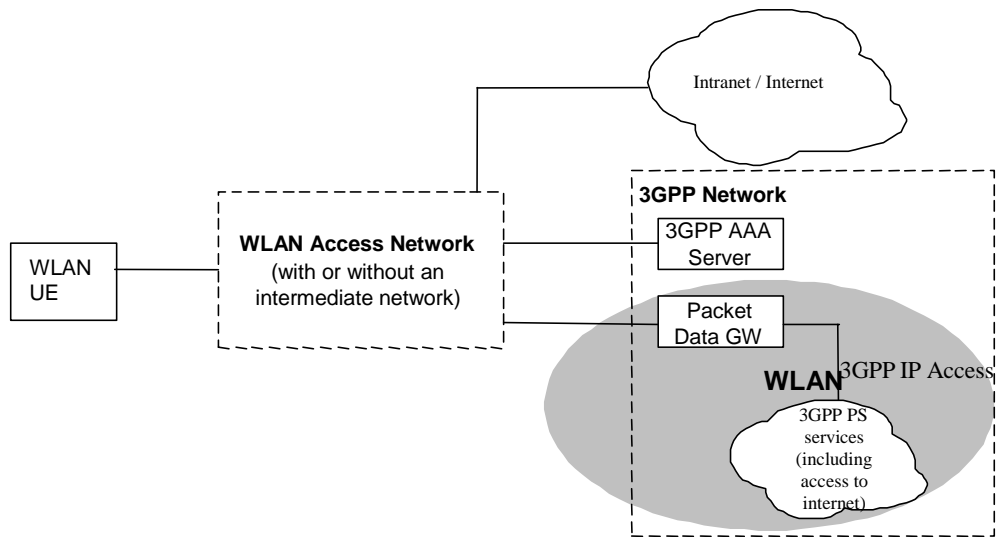 Intranet / Internet
3GPP Network
3GPP AAA
Server
WLAN Access Network
(with or without an
intermediate network)
WLAN
UE
Packet
Data GW
WLAN 3GPP IP Access
3GPP PS
services
(including
access to
internet)